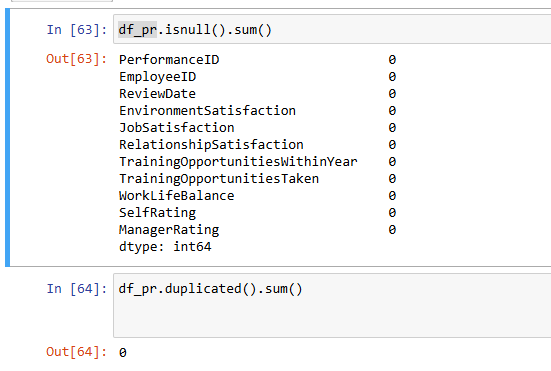 In [63]: df_pr.isnull().sum()
Out[63]: PerformanceID 0
EmployeeID 0
ReviewDate 0
EnvironmentSatisfaction 0
JobSatisfaction 0
RelationshipSatisfaction 0
TrainingOpportunitiesWithinYear 0
TrainingOpportunitiesTaken 0
WorkLifeBalance 0
SelfRating 0
ManagerRating 0
dtype: int64
In [64]: df_pr.duplicated().sum()
Out[64]: 0